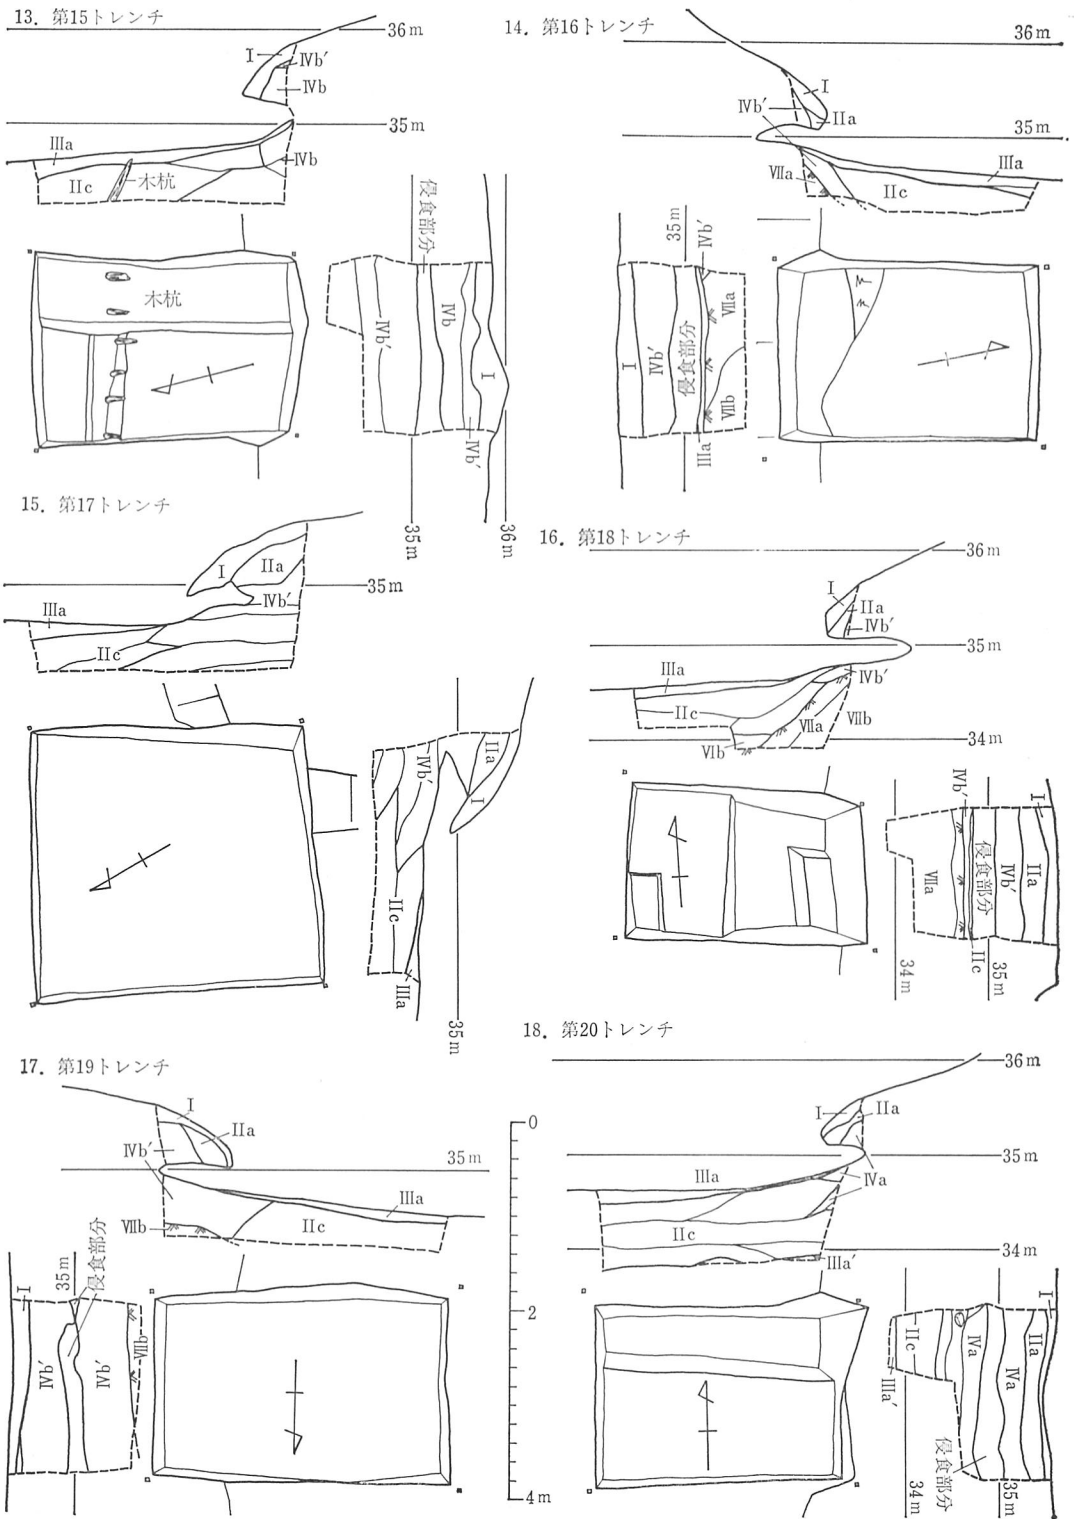 13. 第15トレンチ
36m
I
Ⅳb′
Ⅳb
35m
Ⅲa
Ⅳb
Ⅱc
木杭
木杭
侵食部分
Ⅳb′
Ⅳb
I
Ⅳb′
35m
36m
14. 第16トレンチ
36m
I
Ⅳb′
Ⅱa
35m
Ⅲa
Ⅶa
Ⅱc
35m
Ⅳb′
Ⅶa
I
Ⅳb′
侵食部分
Ⅶb
Ⅲa
15. 第17トレンチ
I
Ⅱa
35m
Ⅳb′
Ⅲa
Ⅱc
Ⅳb′
Ⅱa
I
Ⅱc
Ⅲa
35m
16. 第18トレンチ
36m
I
Ⅱa
Ⅳb′
35m
Ⅲa
Ⅳb′
Ⅱc
Ⅶa
Ⅶb
Ⅵb
34m
Ⅳb′
I
Ⅶa
侵食部分
Ⅳb′
Ⅱa
Ⅱc
34m
35m
17. 第19トレンチ
I
Ⅱa
Ⅳb′
35m
Ⅲa
Ⅶb
Ⅱc
I
35m
侵食部分
Ⅳb′
Ⅳb′
Ⅶb
0
2
4m
18. 第20トレンチ
36m
I
Ⅱa
35m
Ⅲa
Ⅳa
Ⅱc
34m
Ⅲa′
I
Ⅱc
Ⅳa
Ⅳa
Ⅱa
Ⅲa′
侵食部分
34m
35m